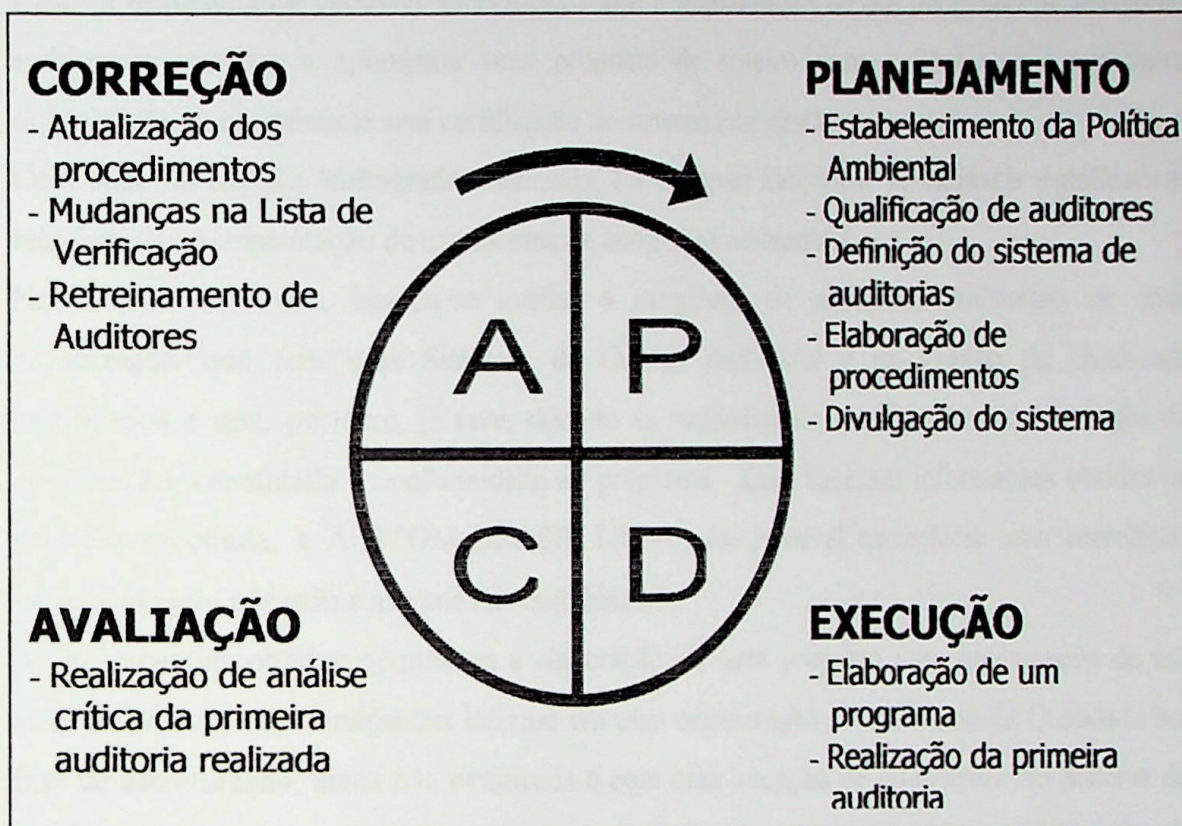 CORREÇÃO
- Atualização dos
procedimentos
- Mudanças na Lista de
Verificação
- Retreinamento de
Auditores
PLANEJAMENTO
- Estabelecimento da Política
Ambiental
- Qualificação de auditores
- Definição do sistema de
auditorias
- Elaboração de
procedimentos
- Divulgação do sistema
A P
C D
AVALIAÇÃO
- Realização de análise
crítica da primeira
auditoria realizada
EXECUÇÃO
- Elaboração de um
programa
- Realização da primeira
auditoria